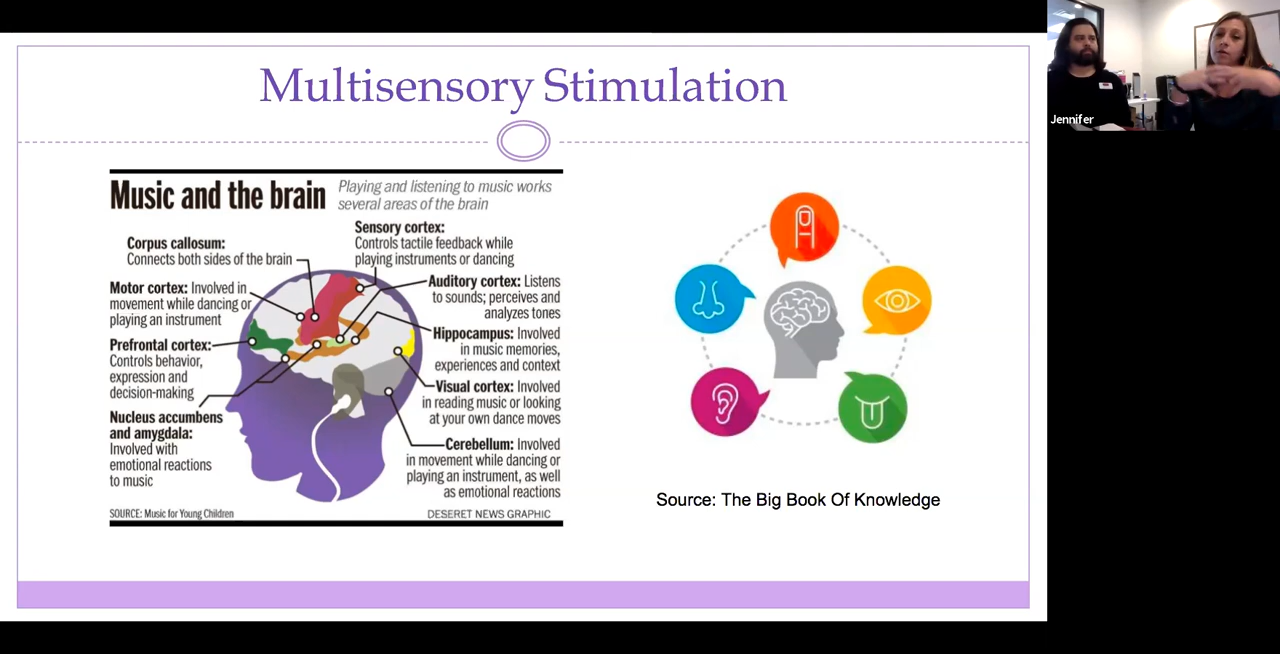 Multisensory Stimulation
Music and the brain
Playing and listening to music works
several areas of the brain
Corpus callosum:
Connects both sides of the brain
Motor cortex: Involved in
movement while dancing or
playing an instrument
Prefrontal cortex:
Controls behavior,
expression and
decision-making
Nucleus accumbens
and amygdala:
Involved with
emotional reactions
to music
Sensory cortex:
Controls tactile feedback while
playing instruments or dancing
Auditory cortex: Listens
to sounds; perceives and
analyzes tones
Hippocampus: Involved
in music memories,
experiences and context
Visual cortex: Involved
in reading music or looking
at your own dance moves
Cerebellum: Involved
in movement while dancing or
playing an instrument, as well
as emotional reactions
SOURCE: Music for Young Children
DESERET NEWS GRAPHIC
Source: The Big Book Of Knowledge
Jennifer